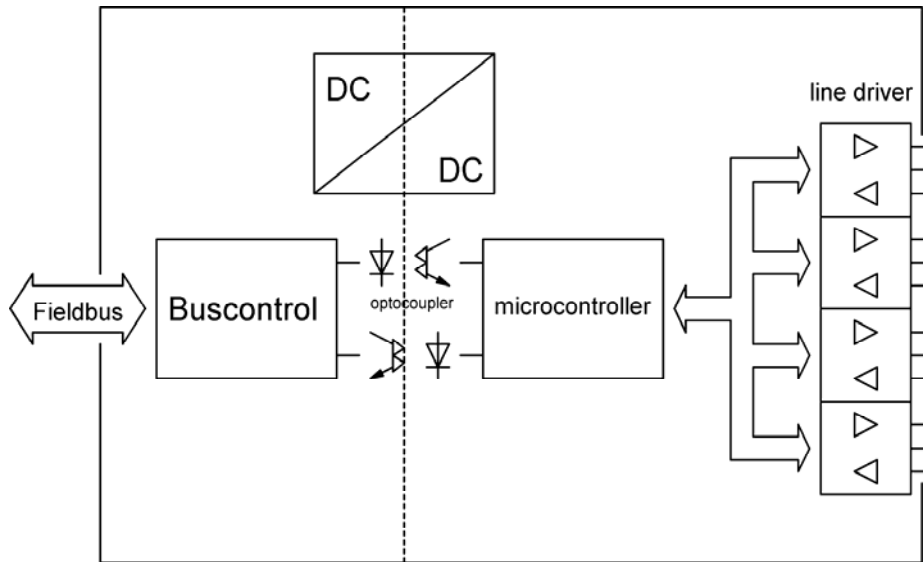 DC
DC
line driver
Fieldbus
Buscontrol
optocoupler
microcontroller